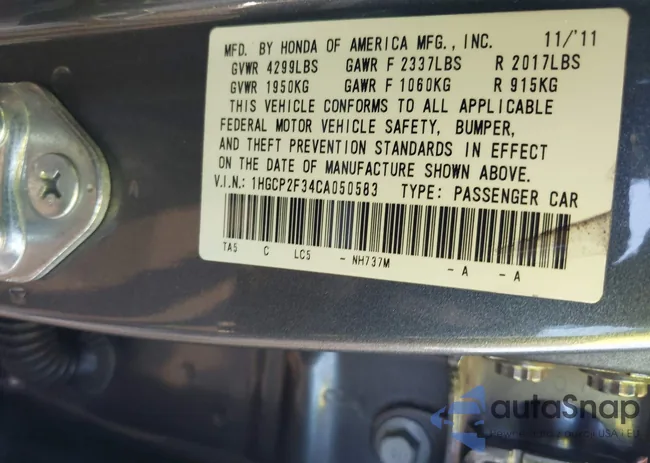 MFD. BY HONDA OF AMERICA MFG., INC. 11/'11
GVWR 4299LBS GAWR F 2337LBS R 2017LBS
GVWR 1950KG GAWR F 1060KG R 915KG
THIS VEHICLE CONFORMS TO ALL APPLICABLE
FEDERAL MOTOR VEHICLE SAFETY, BUMPER,
AND THEFT PREVENTION STANDARDS IN EFFECT
ON THE DATE OF MANUFACTURE SHOWN ABOVE.
V.I.N.: 1HGCP2F34CA050583 TYPE: PASSENGER CAR
TA5 C LC5 - NH737M - A - A
autoSnap